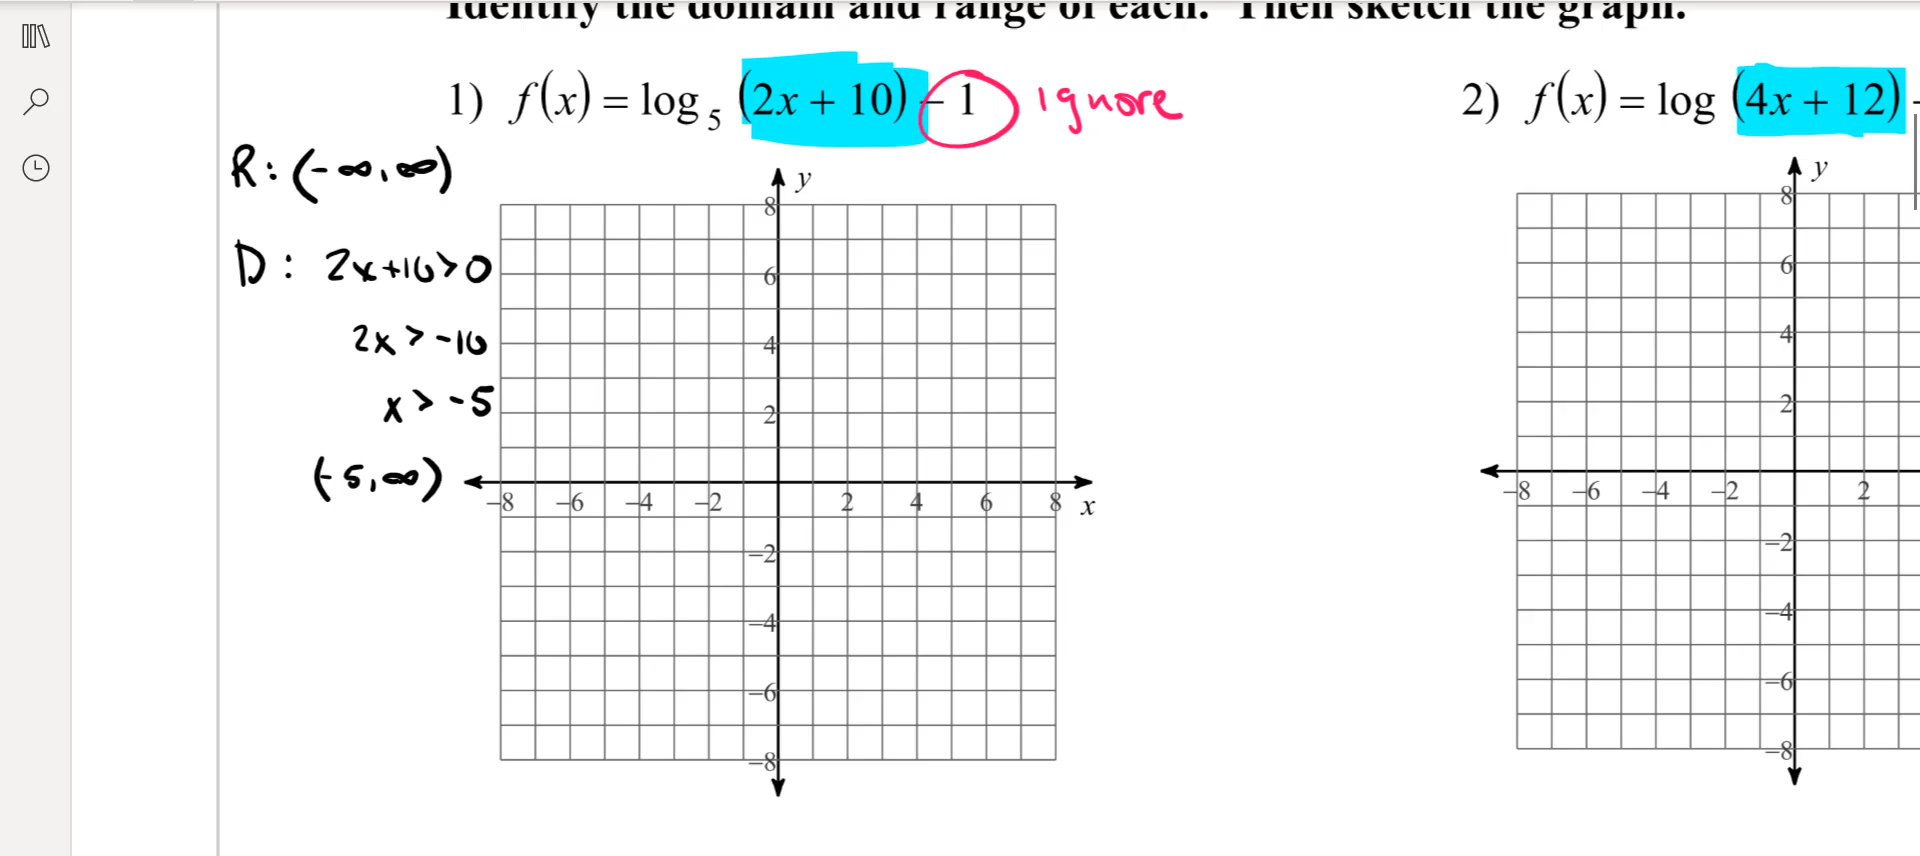 Identify the domain and range of each. Then sketch the graph.
1) f(x) = log₅ (2x + 10) – 1 ignore
2) f(x) = log (4x + 12)
R: (-∞, ∞)
D: 2x+10>0
2x > -10
x > -5
(-5, ∞)
y
8
6
4
2
–8 –6 –4 –2 2 4 6 8 x
–2
–4
–6
–8
y
8
6
4
2
–8 –6 –4 –2 2
–2
–4
–6
–8